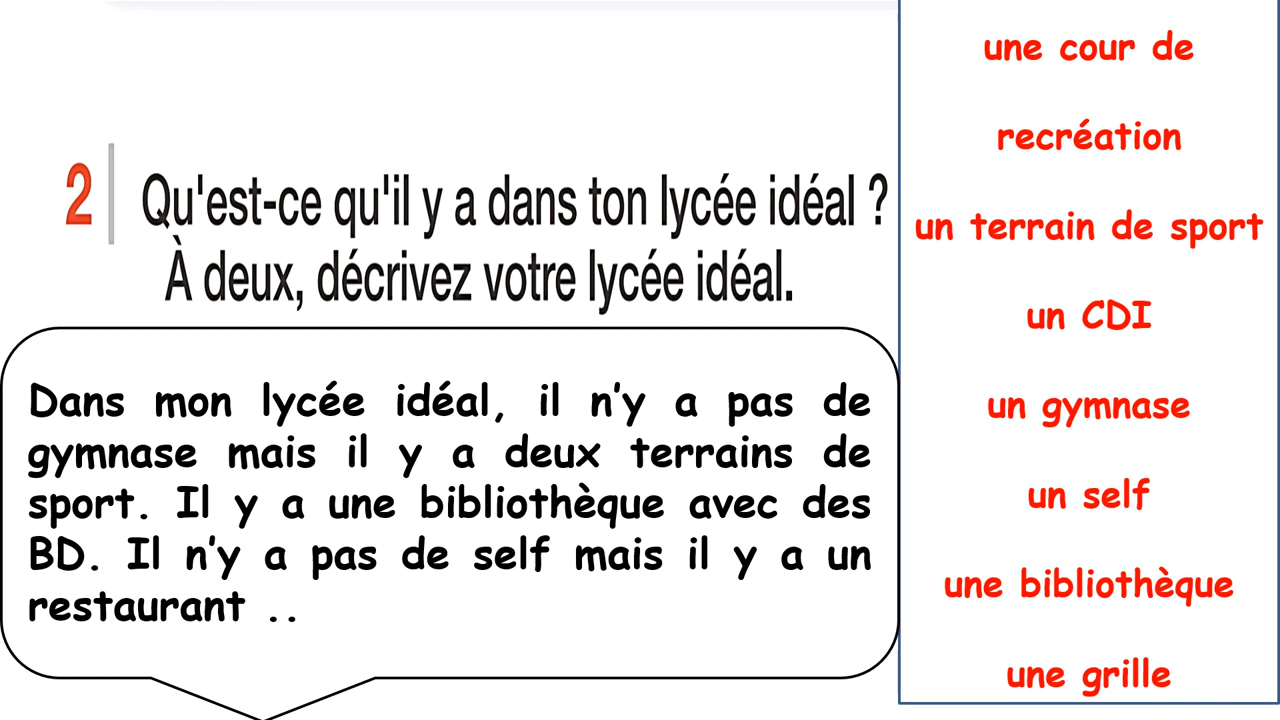 2 Qu'est-ce qu'il y a dans ton lycée idéal ?
À deux, décrivez votre lycée idéal.
Dans mon lycée idéal, il n'y a pas de
gymnase mais il y a deux terrains de
sport. Il y a une bibliothèque avec des
BD. Il n'y a pas de self mais il y a un
restaurant ..
une cour de
recréation
un terrain de sport
un CDI
un gymnase
un self
une bibliothèque
une grille